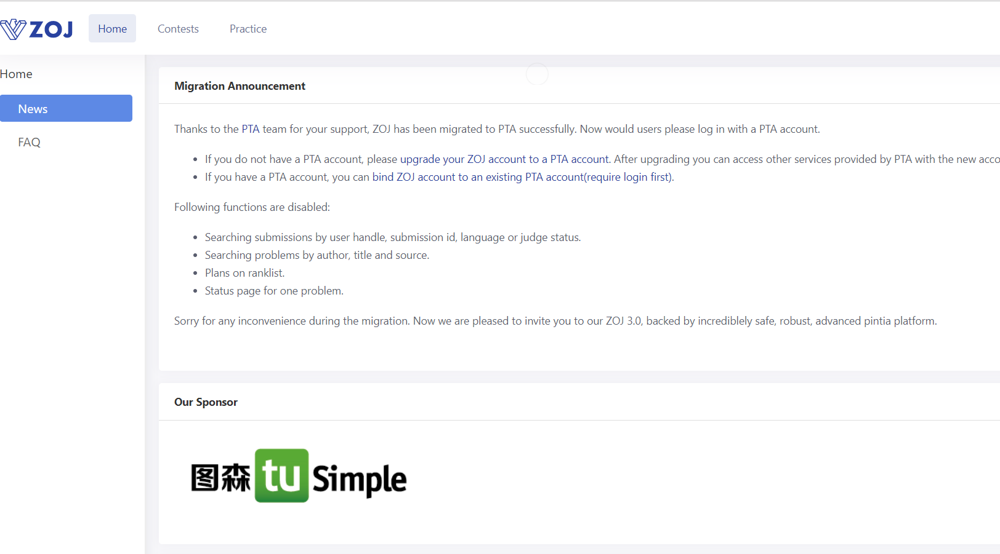 ZOJ Home Contests Practice
Home
News
FAQ
Migration Announcement
Thanks to the PTA team for your support, ZOJ has been migrated to PTA successfully. Now would users please log in with a PTA account.
If you do not have a PTA account, please upgrade your ZOJ account to a PTA account. After upgrading you can access other services provided by PTA with the new acco
If you have a PTA account, you can bind ZOJ account to an existing PTA account(require login first).
Following functions are disabled:
Searching submissions by user handle, submission id, language or judge status.
Searching problems by author, title and source.
Plans on ranklist.
Status page for one problem.
Sorry for any inconvenience during the migration. Now we are pleased to invite you to our ZOJ 3.0, backed by incrediblely safe, robust, advanced pintia platform.
Our Sponsor
图森 tu Simple